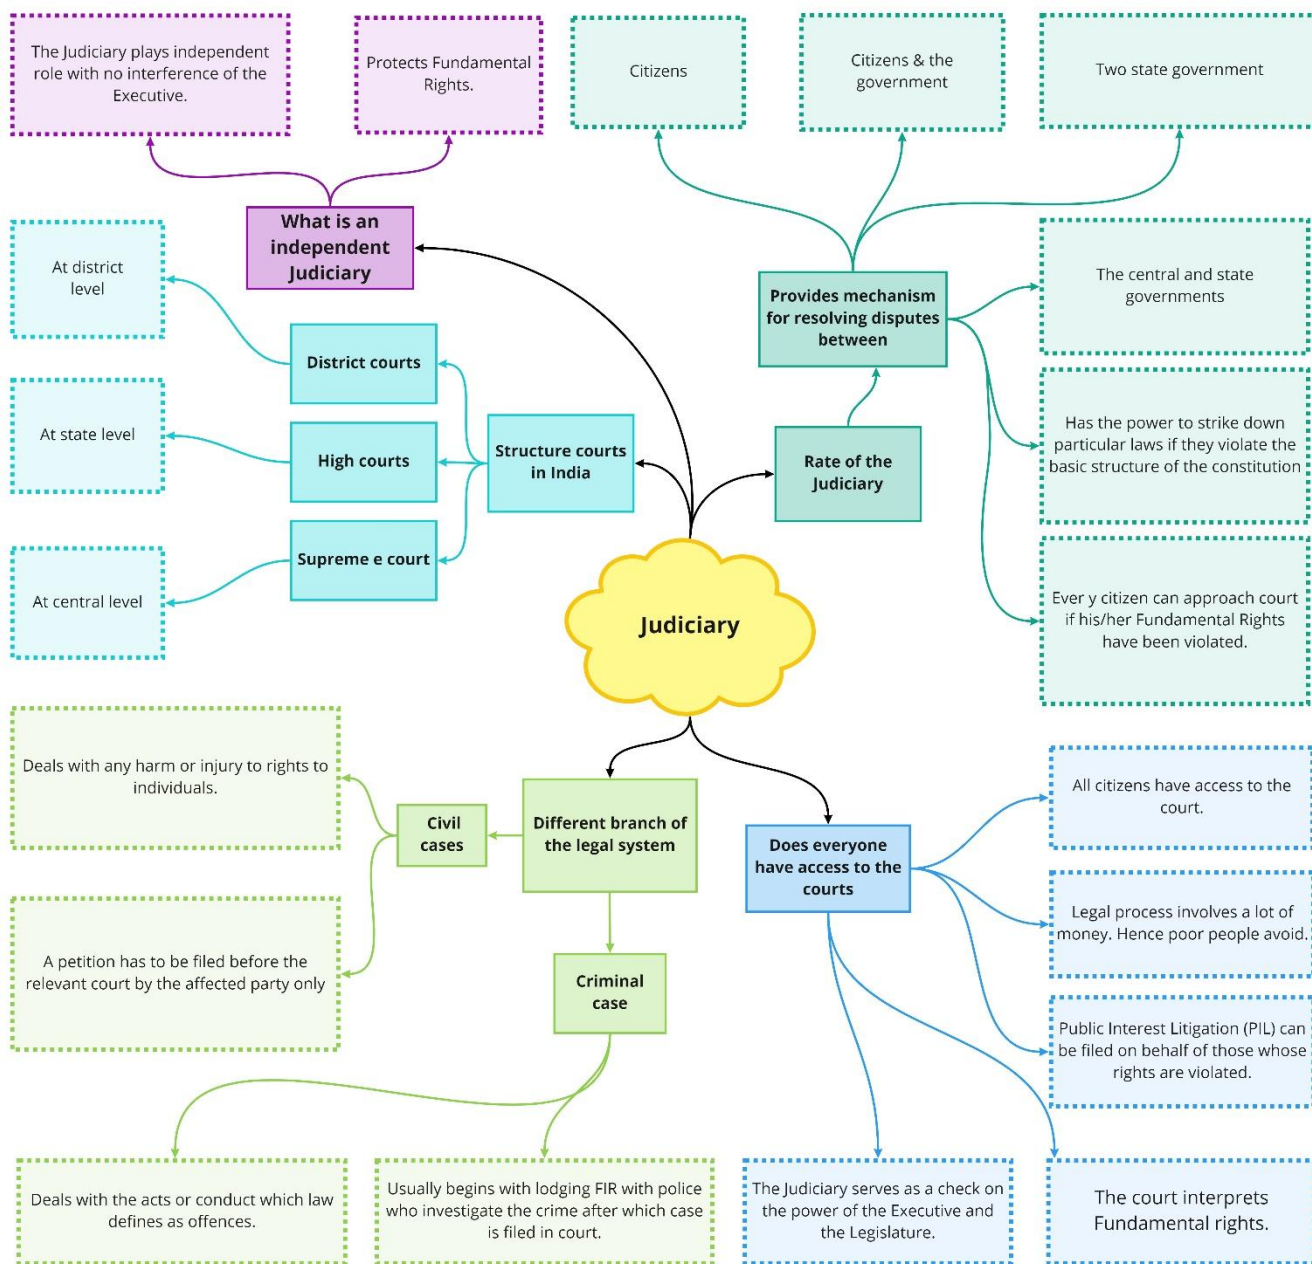 The Judiciary plays independent
role with no interference of the
Executive.
Protects Fundamental
Rights.
Citizens
Citizens & the
government
Two state government
What is an
independent
Judiciary
At district
level
At state level
At central level
District courts
High courts
Supreme e court
Structure courts
in India
Provides mechanism
for resolving disputes
between
Rate of the
Judiciary
The central and state
governments
Has the power to strike down
particular laws if they violate the
basic structure of the constitution
Ever y citizen can approach court
if his/her Fundamental Rights
have been violated.
Judiciary
Deals with any harm or injury to rights to
individuals.
A petition has to be filed before the
relevant court by the affected party only
Civil
cases
Different branch of
the legal system
Criminal
case
Deals with the acts or conduct which law
defines as offences.
Usually begins with lodging FIR with police
who investigate the crime after which case
is filed in court.
Does everyone
have access to the
courts
All citizens have access to the
court.
Legal process involves a lot of
money. Hence poor people avoid.
Public Interest Litigation (PIL) can
be filed on behalf of those whose
rights are violated.
The Judiciary serves as a check on
the power of the Executive and
the Legislature.
The court interprets
Fundamental rights.